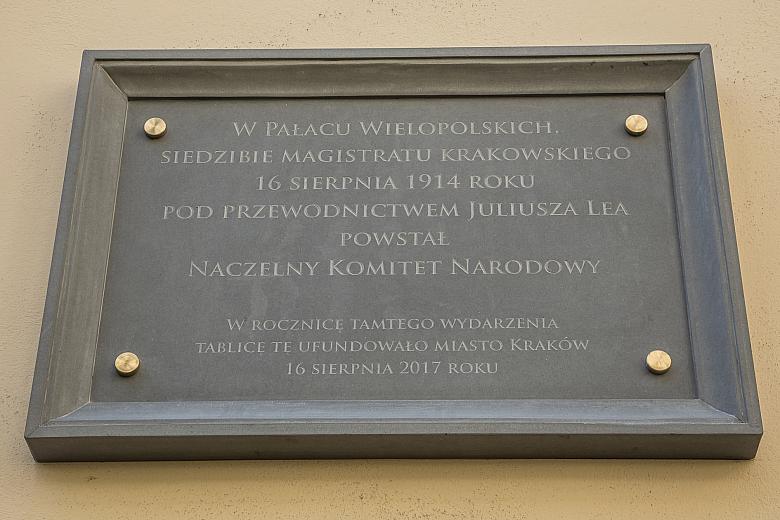 W Pałacu Wielopolskich,
siedzibie magistratu krakowskiego
16 sierpnia 1914 roku
pod przewodnictwem Juliusza Lea
powstał
Naczelny Komitet Narodowy
W rocznicę tamtego wydarzenia
tablicę tę ufundowało miasto Kraków
16 sierpnia 2017 roku